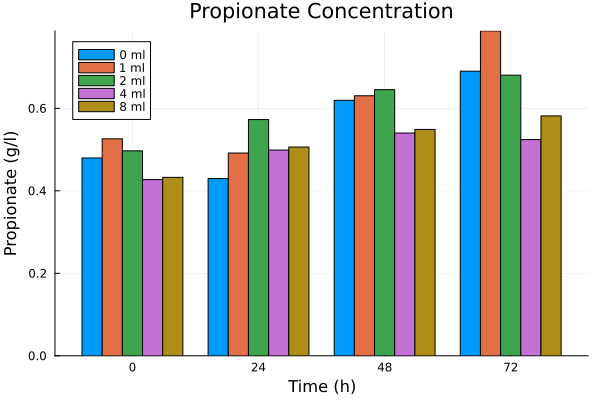 Propionate Concentration
0 ml
1 ml
2 ml
4 ml
8 ml
Propionate (g/l)
0.6
0.4
0.2
0.0
0 24 48 72
Time (h)